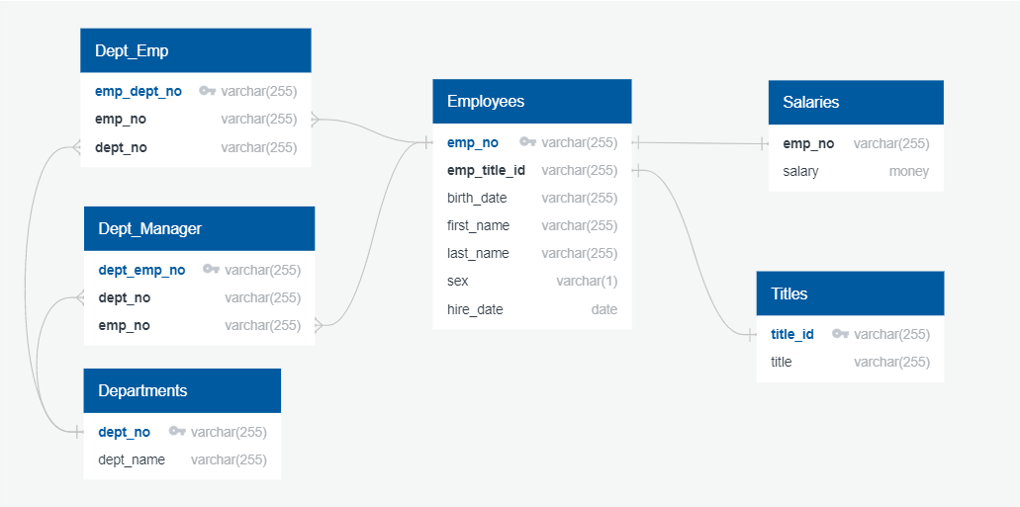 Dept_Emp
emp_dept_no varchar(255)
emp_no varchar(255)
dept_no varchar(255)
Dept_Manager
dept_emp_no varchar(255)
dept_no varchar(255)
emp_no varchar(255)
Departments
dept_no varchar(255)
dept_name varchar(255)
Employees
emp_no varchar(255)
emp_title_id varchar(255)
birth_date varchar(255)
first_name varchar(255)
last_name varchar(255)
sex varchar(1)
hire_date date
Salaries
emp_no varchar(255)
salary money
Titles
title_id varchar(255)
title varchar(255)